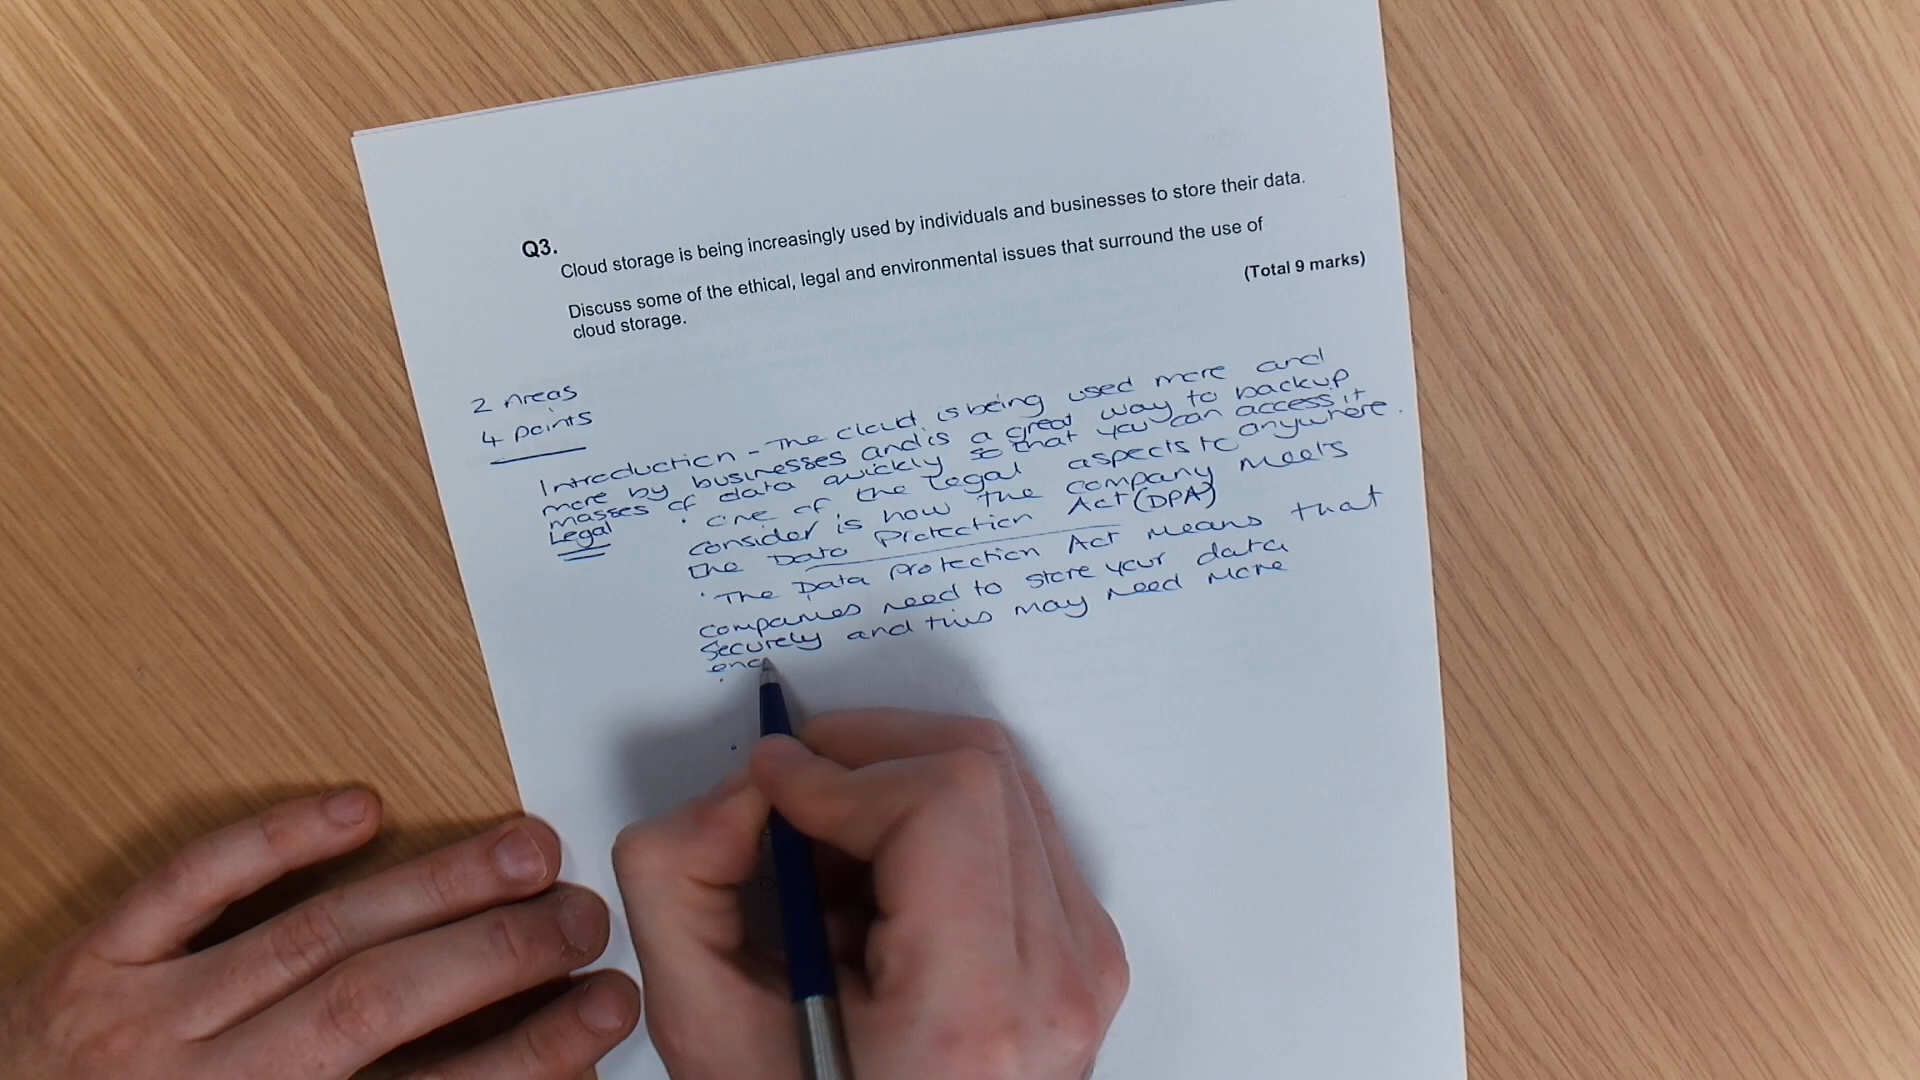 Q3.
Cloud storage is being increasingly used by individuals and businesses to store their data.
Discuss some of the ethical, legal and environmental issues that surround the use of
cloud storage.
(Total 9 marks)
2 Areas
4 points
Introduction - The cloud is being used more and
more by businesses and is a great way to backup
masses of data quickly so that you can access it
anywhere.
Legal
· one of the legal aspects to
consider is how the company meets
the Data Protection Act (DPA)
· The Data Protection Act means that
companies need to store your data
securely and this may need more
enc